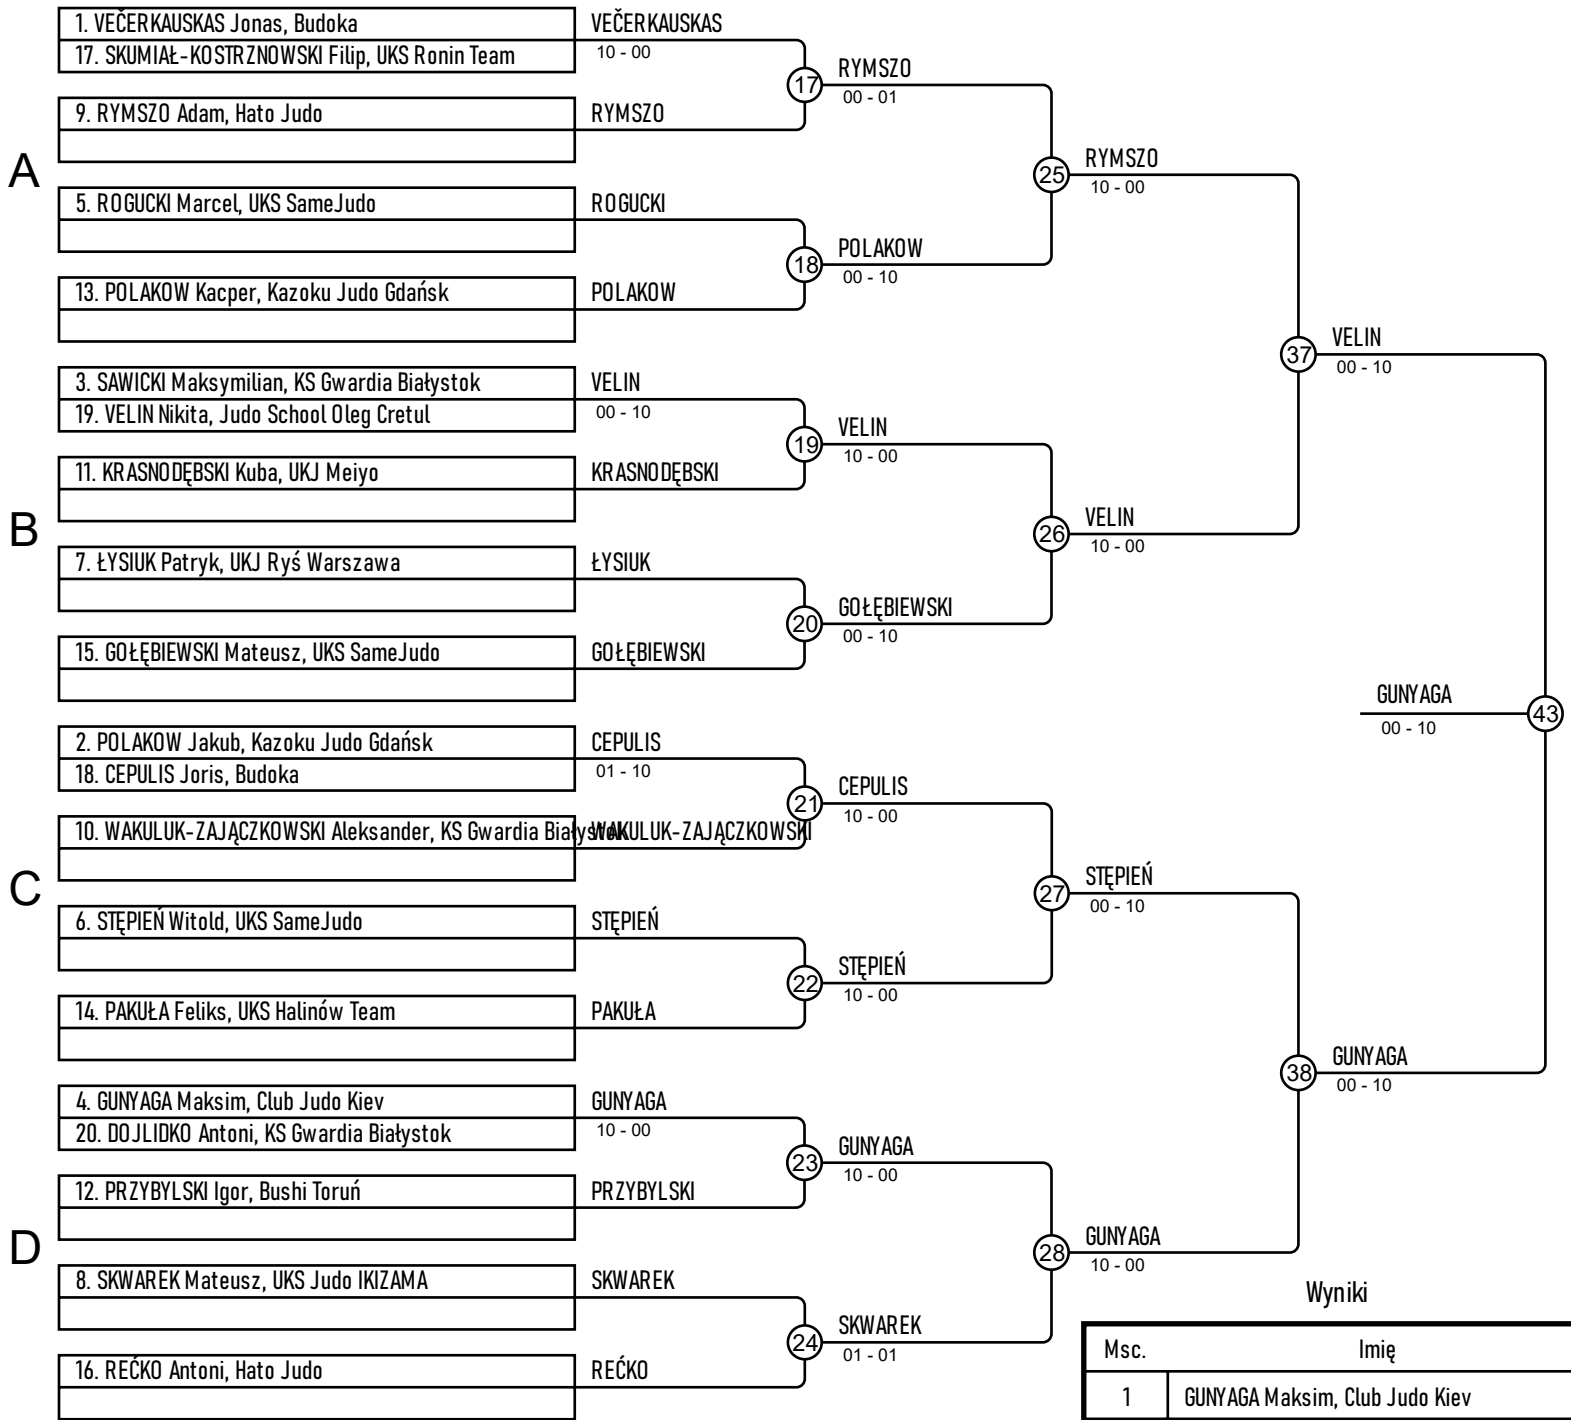 A
1. VEČERKAUSKAS Jonas, Budoka
17. SKUMIAŁ-KOSTRZNOWSKI Filip, UKS Ronin Team
VEČERKAUSKAS
10 - 00
9. RYMSZO Adam, Hato Judo
RYMSZO
17
RYMSZO
00 - 01
5. ROGUCKI Marcel, UKS SameJudo
ROGUCKI
13. POLAKOW Kacper, Kazoku Judo Gdańsk
POLAKOW
18
POLAKOW
00 - 10
25
RYMSZO
10 - 00
B
3. SAWICKI Maksymilian, KS Gwardia Białystok
19. VELIN Nikita, Judo School Oleg Cretul
VELIN
00 - 10
11. KRASNODĘBSKI Kuba, UKJ Meiyo
KRASNODĘBSKI
19
VELIN
10 - 00
7. ŁYSIUK Patryk, UKJ Ryś Warszawa
ŁYSIUK
15. GOŁĘBIEWSKI Mateusz, UKS SameJudo
GOŁĘBIEWSKI
20
GOŁĘBIEWSKI
00 - 10
26
VELIN
10 - 00
37
VELIN
00 - 10
C
2. POLAKOW Jakub, Kazoku Judo Gdańsk
18. CEPULIS Joris, Budoka
CEPULIS
01 - 10
10. WAKULUK-ZAJĄCZKOWSKI Aleksander, KS Gwardia Białystok
WAKULUK-ZAJĄCZKOWSKI
21
CEPULIS
10 - 00
6. STĘPIEŃ Witold, UKS SameJudo
STĘPIEŃ
14. PAKUŁA Feliks, UKS Halinów Team
PAKUŁA
22
STĘPIEŃ
10 - 00
27
STĘPIEŃ
00 - 10
D
4. GUNYAGA Maksim, Club Judo Kiev
20. DOJLIDKO Antoni, KS Gwardia Białystok
GUNYAGA
10 - 00
12. PRZYBYLSKI Igor, Bushi Toruń
PRZYBYLSKI
23
GUNYAGA
10 - 00
8. SKWAREK Mateusz, UKS Judo IKIZAMA
SKWAREK
16. REĆKO Antoni, Hato Judo
REĆKO
24
SKWAREK
01 - 01
28
GUNYAGA
10 - 00
38
GUNYAGA
00 - 10
GUNYAGA
00 - 10
43
Wyniki
Msc. Imię
1 GUNYAGA Maksim, Club Judo Kiev